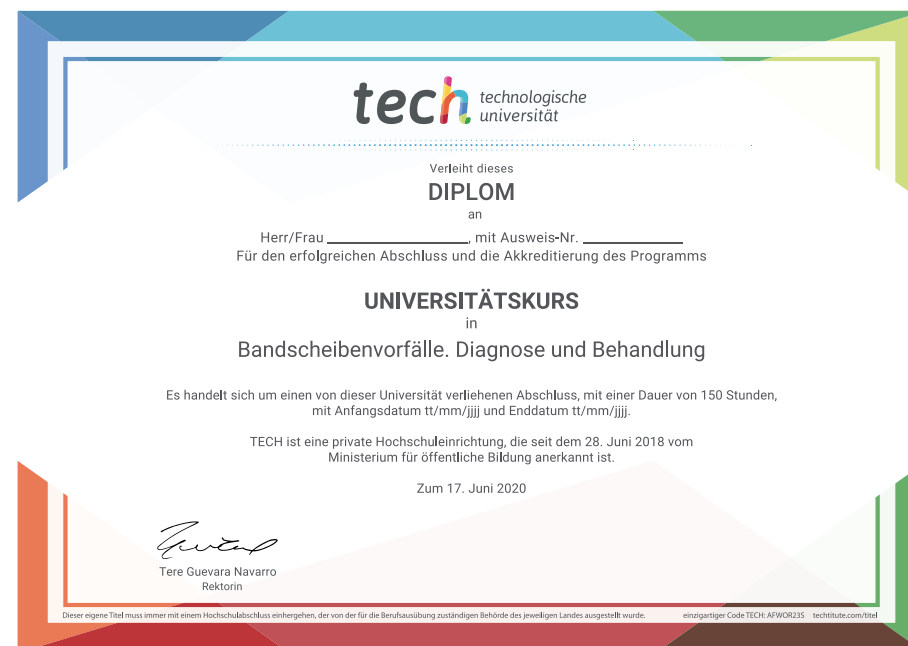 tech technologische
universität
Verleiht dieses
DIPLOM
an
Herr/Frau ____________________, mit Ausweis-Nr. ______________
Für den erfolgreichen Abschluss und die Akkreditierung des Programms
UNIVERSITÄTSKURS
in
Bandscheibenvorfälle. Diagnose und Behandlung
Es handelt sich um einen von dieser Universität verliehenen Abschluss, mit einer Dauer von 150 Stunden,
mit Anfangsdatum tt/mm/jjjj und Enddatum tt/mm/jjjj.
TECH ist eine private Hochschuleinrichtung, die seit dem 28. Juni 2018 vom
Ministerium für öffentliche Bildung anerkannt ist.
Zum 17. Juni 2020
Tere Guevara Navarro
Rektorin
Dieser eigene Titel muss immer mit einem Hochschulabschluss einhergehen, der von der für die Berufsausübung zuständigen Behörde des jeweiligen Landes ausgestellt wurde. einzigartiger Code TECH: AFWOR23S techtitute.com/titel